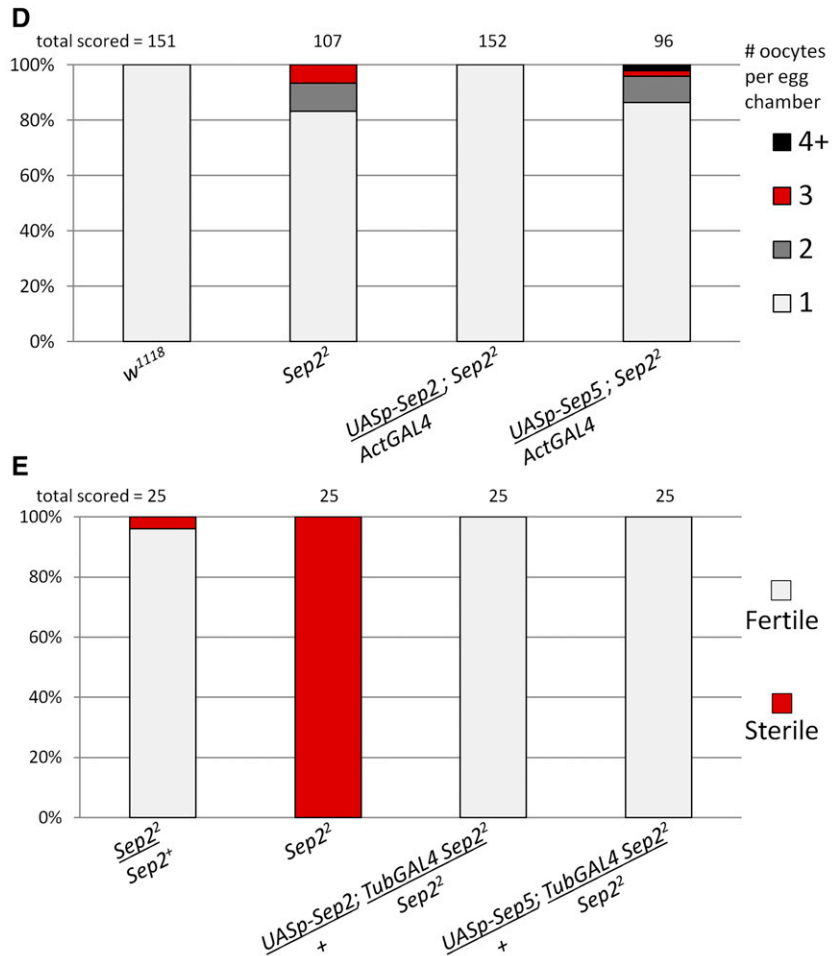 D
total scored = 151 107 152 96
# oocytes
per egg
chamber
100%
80%
60%
40%
20%
0%
4+
3
2
1
w¹¹¹⁸
Sep2²
UASp-Sep2 ; Sep2²
ActGAL4
UASp-Sep5 ; Sep2²
ActGAL4
E
total scored = 25 25 25 25
100%
80%
60%
40%
20%
0%
Fertile
Sterile
Sep2²
Sep2⁺
Sep2²
UASp-Sep2; TubGAL4 Sep2²
+ Sep2²
UASp-Sep5; TubGAL4 Sep2²
+ Sep2²